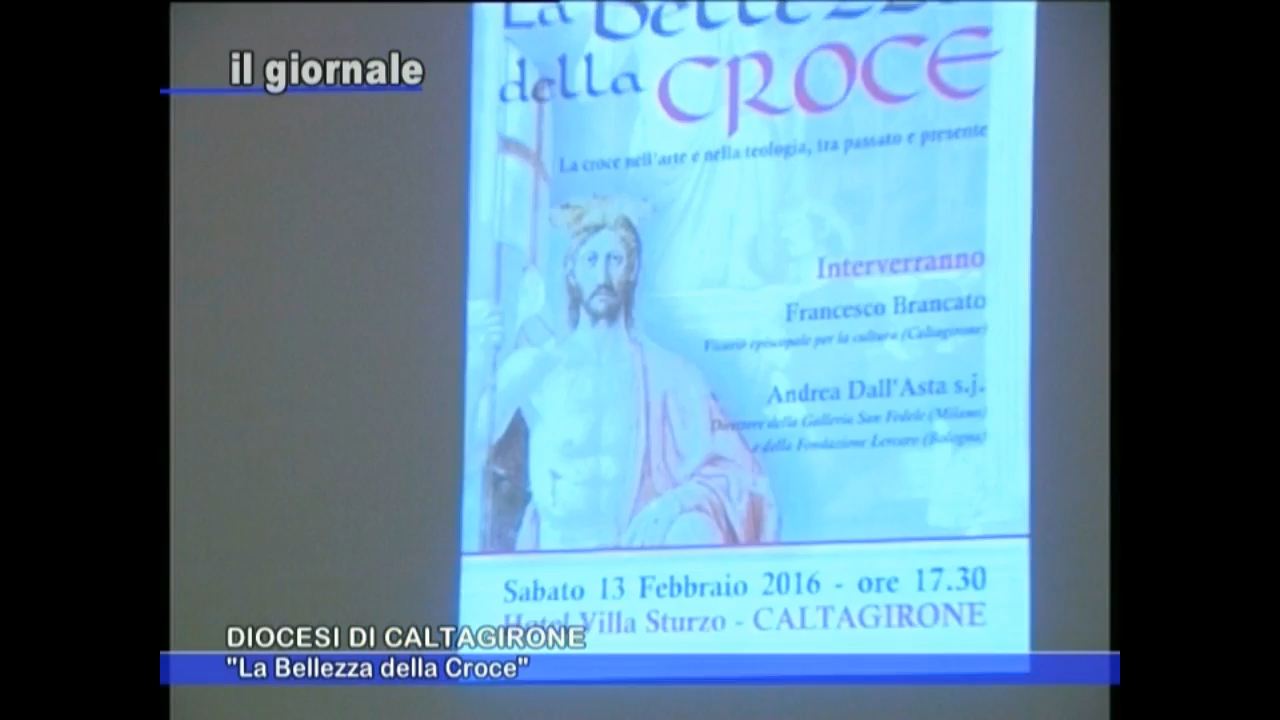 il giornale
La Bellezza
della CROCE
La croce nell'arte e nella teologia, tra passato e presente
Interverranno
Francesco Brancato
Vicario episcopale per la cultura (Caltagirone)
Andrea Dall'Asta s.j.
Direttore della Galleria San Fedele (Milano)
e della Fondazione Lercaro (Bologna)
Sabato 13 Febbraio 2016 - ore 17.30
Hotel Villa Sturzo - CALTAGIRONE
DIOCESI DI CALTAGIRONE
"La Bellezza della Croce"